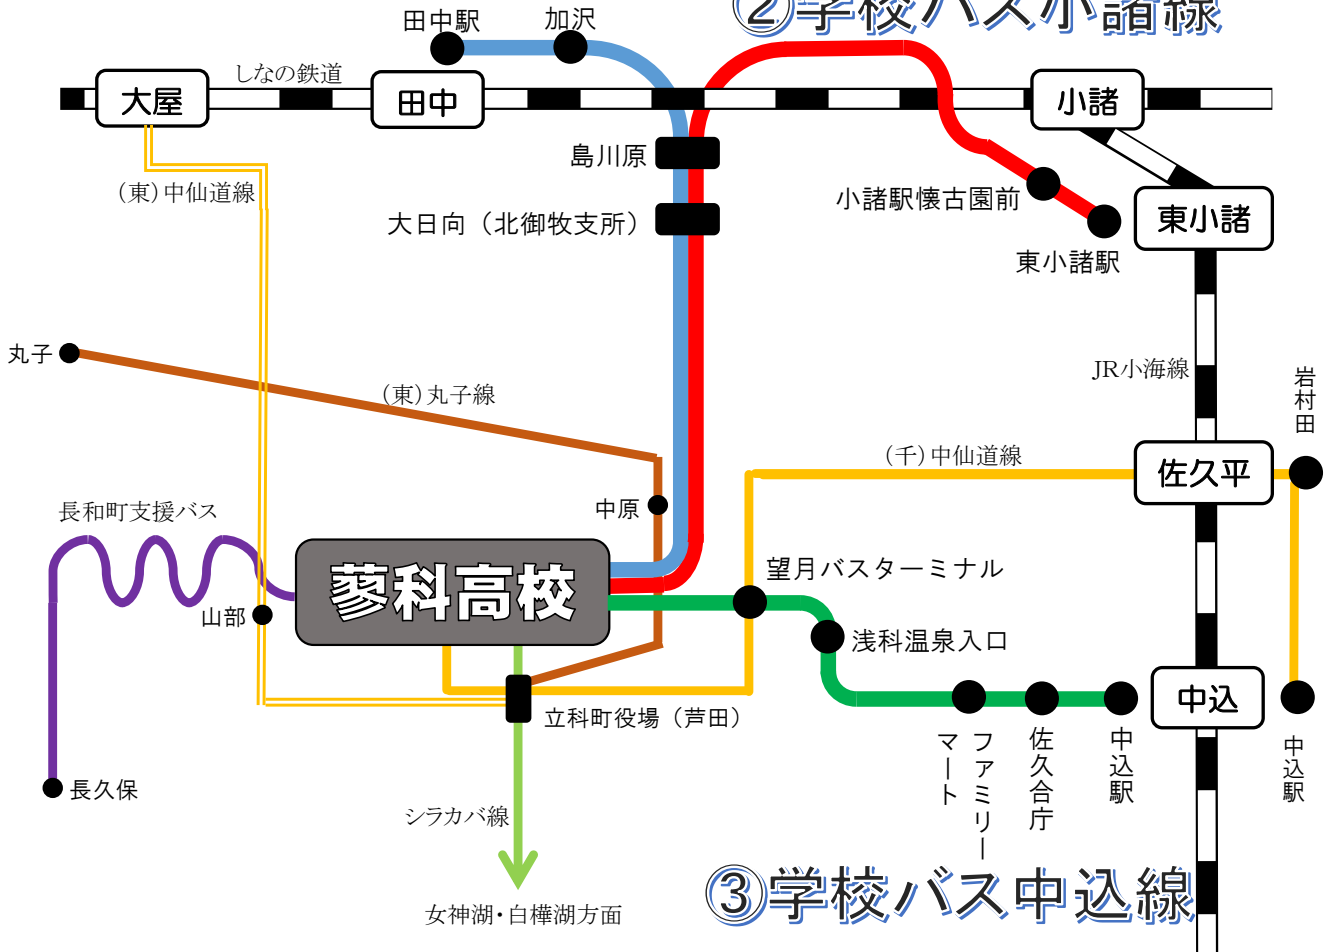 ②学校バス小諸線
田中駅
加沢
しなの鉄道
大屋
田中
小諸
島川原
(東)中仙道線
小諸駅懐古園前
大日向（北御牧支所）
東小諸
東小諸駅
丸子
JR小海線
(東)丸子線
岩村田
(千)中仙道線
佐久平
長和町支援バス
中原
望月バスターミナル
蓼科高校
山部
浅科温泉入口
中込
立科町役場（芦田）
ファミリーマート
佐久合庁
中込駅
中込駅
長久保
シラカバ線
③学校バス中込線
女神湖・白樺湖方面